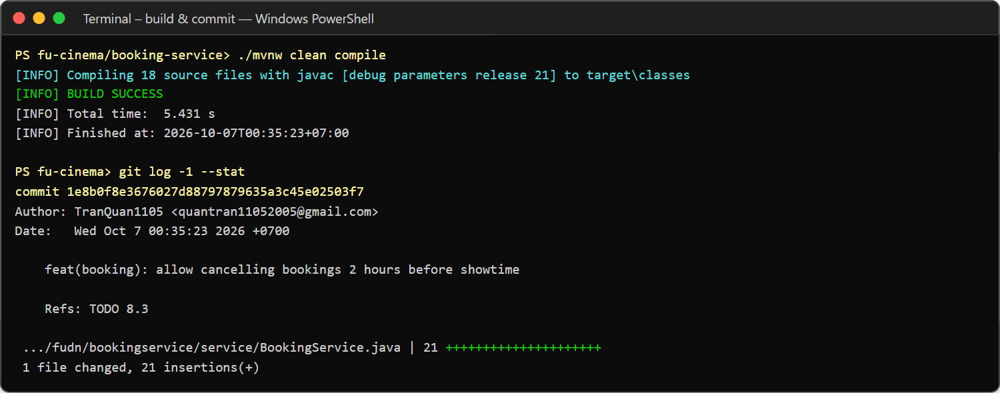 Terminal – build & commit — Windows PowerShell
PS fu-cinema/booking-service> ./mvnw clean compile
[INFO] Compiling 18 source files with javac [debug parameters release 21] to target\classes
[INFO] BUILD SUCCESS
[INFO] Total time:  5.431 s
[INFO] Finished at: 2026-10-07T00:35:23+07:00
PS fu-cinema> git log -1 --stat
commit 1e8b0f8e3676027d88797879635a3c45e02503f7
Author: TranQuan1105 <quantran11052005@gmail.com>
Date:   Wed Oct 7 00:35:23 2026 +0700
feat(booking): allow cancelling bookings 2 hours before showtime
Refs: TODO 8.3
.../fudn/bookingservice/service/BookingService.java | 21 +++++++++++++++++++++
1 file changed, 21 insertions(+)